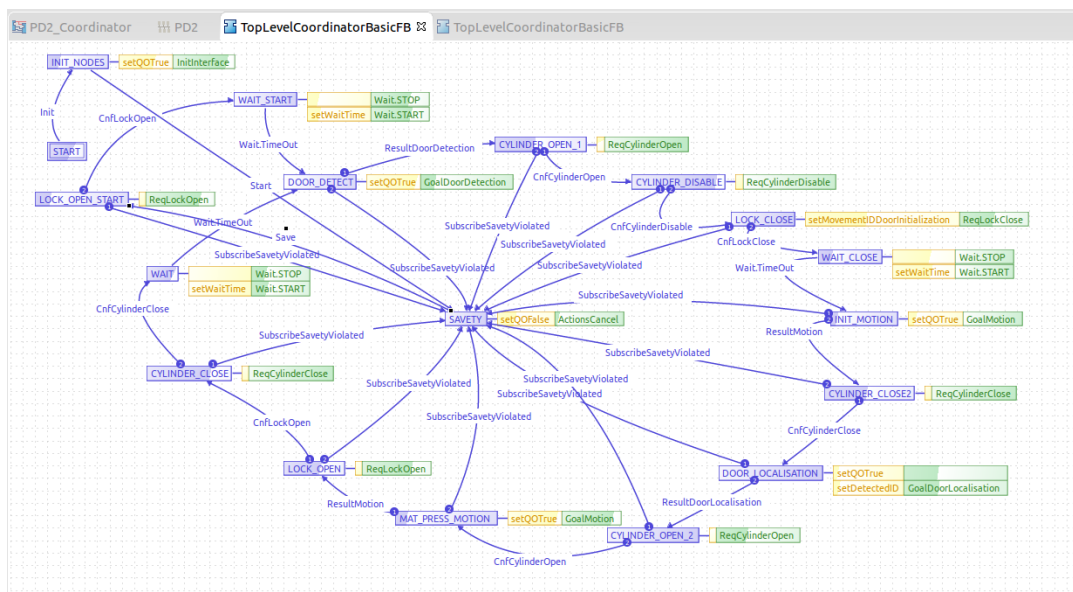 PD2_Coordinator PD2 TopLevelCoordinatorBasicFB TopLevelCoordinatorBasicFB
INIT_NODES setQOTrue InitInterface
WAIT_START Wait.STOP
setWaitTime Wait.START
Init
CnfLockOpen
START
Wait.TimeOut
ResultDoorDetection
CYLINDER_OPEN_1 ReqCylinderOpen
CnfCylinderOpen
DOOR_DETECT setQOTrue GoalDoorDetection
Start
CYLINDER_DISABLE ReqCylinderDisable
LOCK_OPEN_START ReqLockOpen
Wait.TimeOut
Save
SubscribeSavetyViolated
SubscribeSavetyViolated
CnfCylinderDisable
LOCK_CLOSE setMovementIDDoorInitialization ReqLockClose
CnfLockClose
WAIT_CLOSE Wait.STOP
setWaitTime Wait.START
WAIT Wait.STOP
setWaitTime Wait.START
SubscribeSavetyViolated
SubscribeSavetyViolated
Wait.TimeOut
CnfCylinderClose
SubscribeSavetyViolated
SAVETY setQOFalse ActionsCancel
INIT_MOTION setQOTrue GoalMotion
SubscribeSavetyViolated
ResultMotion
SubscribeSavetyViolated
CYLINDER_CLOSE ReqCylinderClose
SubscribeSavetyViolated
SubscribeSavetyViolated
SubscribeSavetyViolated
CYLINDER_CLOSE2 ReqCylinderClose
SubscribeSavetyViolated
CnfLockOpen
CnfCylinderClose
LOCK_OPEN ReqLockOpen
DOOR_LOCALISATION setQOTrue
setDetectedID GoalDoorLocalisation
ResultMotion
ResultDoorLocalisation
MAT_PRESS_MOTION setQOTrue GoalMotion
CYLINDER_OPEN_2 ReqCylinderOpen
CnfCylinderOpen